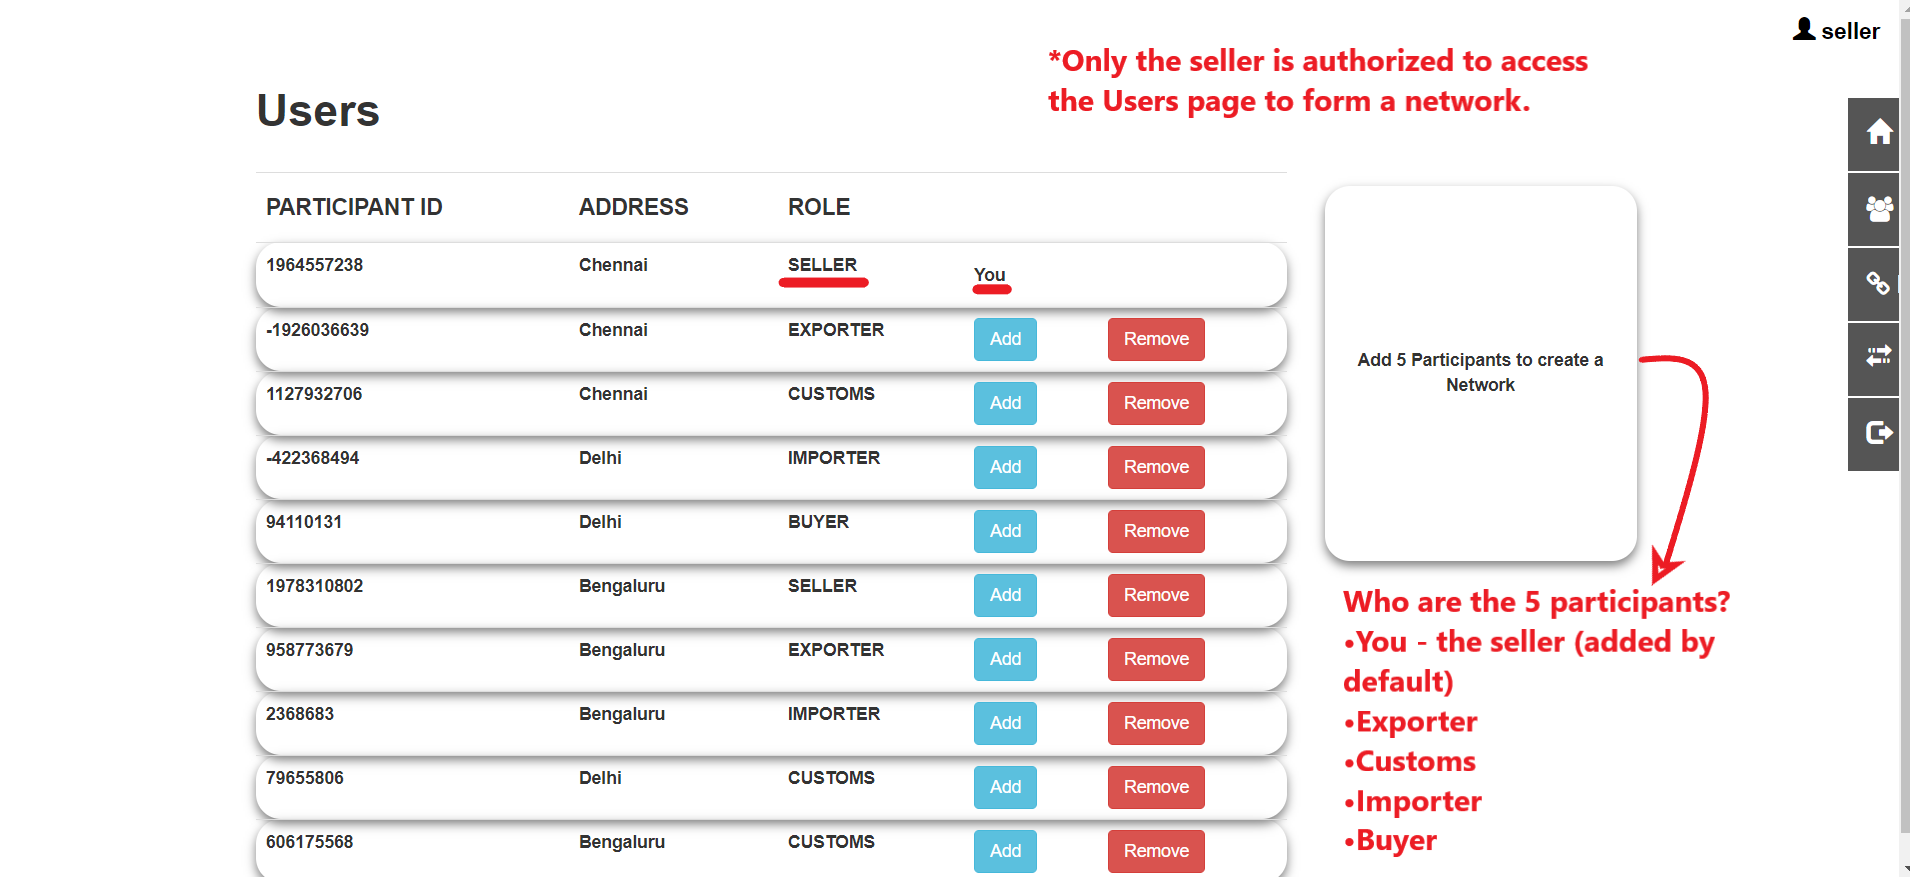 seller
*Only the seller is authorized to access
the Users page to form a network.
Users
PARTICIPANT ID ADDRESS ROLE
1964557238 Chennai SELLER You
-1926036639 Chennai EXPORTER Add Remove
1127932706 Chennai CUSTOMS Add Remove
-422368494 Delhi IMPORTER Add Remove
94110131 Delhi BUYER Add Remove
1978310802 Bengaluru SELLER Add Remove
958773679 Bengaluru EXPORTER Add Remove
2368683 Bengaluru IMPORTER Add Remove
79655806 Delhi CUSTOMS Add Remove
606175568 Bengaluru CUSTOMS Add Remove
Add 5 Participants to create a
Network
Who are the 5 participants?
•You - the seller (added by
default)
•Exporter
•Customs
•Importer
•Buyer